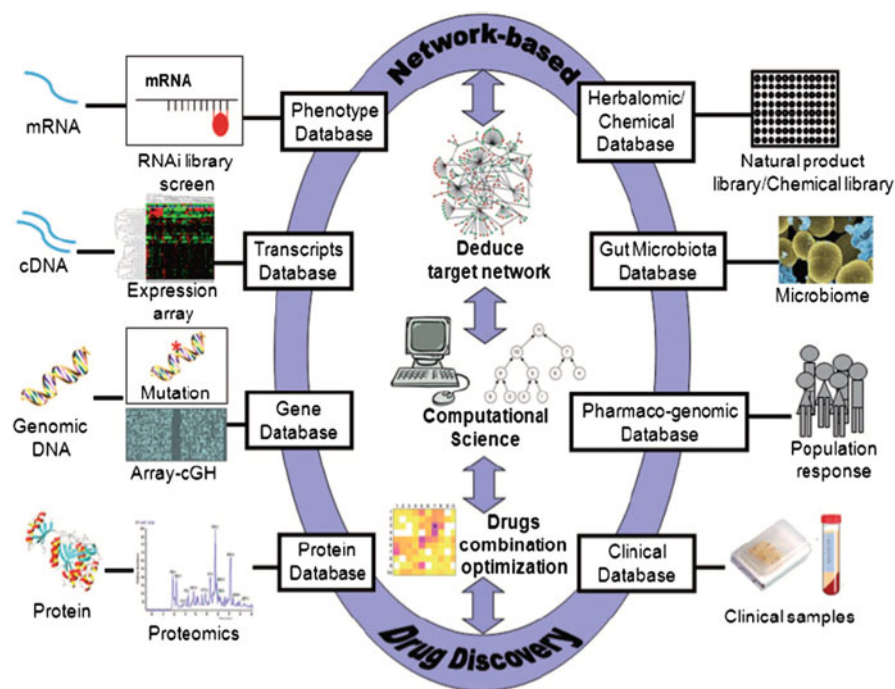 Network-based
mRNA
mRNA
RNAi library
screen
Phenotype
Database
Herbalomic/
Chemical
Database
Natural product
library/Chemical library
cDNA
Expression
array
Transcripts
Database
Deduce
target network
Gut Microbiota
Database
Microbiome
Genomic
DNA
Mutation
Array-cGH
Gene
Database
Computational
Science
Pharmaco-genomic
Database
Population
response
Protein
Proteomics
Protein
Database
Drugs
combination
optimization
Clinical
Database
Clinical samples
Drug Discovery